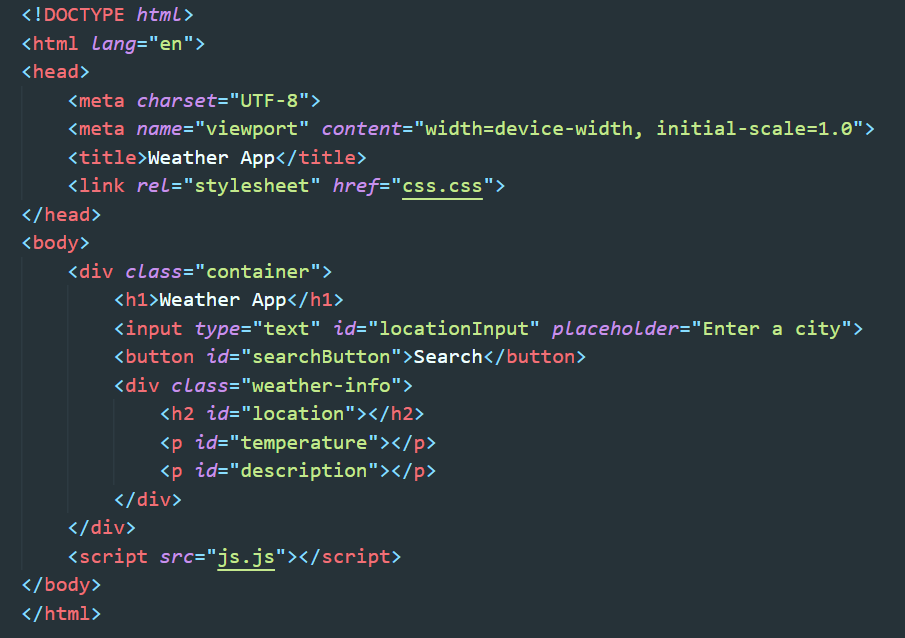 <!DOCTYPE html>
<html lang="en">
<head>
    <meta charset="UTF-8">
    <meta name="viewport" content="width=device-width, initial-scale=1.0">
    <title>Weather App</title>
    <link rel="stylesheet" href="css.css">
</head>
<body>
    <div class="container">
        <h1>Weather App</h1>
        <input type="text" id="locationInput" placeholder="Enter a city">
        <button id="searchButton">Search</button>
        <div class="weather-info">
            <h2 id="location"></h2>
            <p id="temperature"></p>
            <p id="description"></p>
        </div>
    </div>
    <script src="js.js"></script>
</body>
</html>